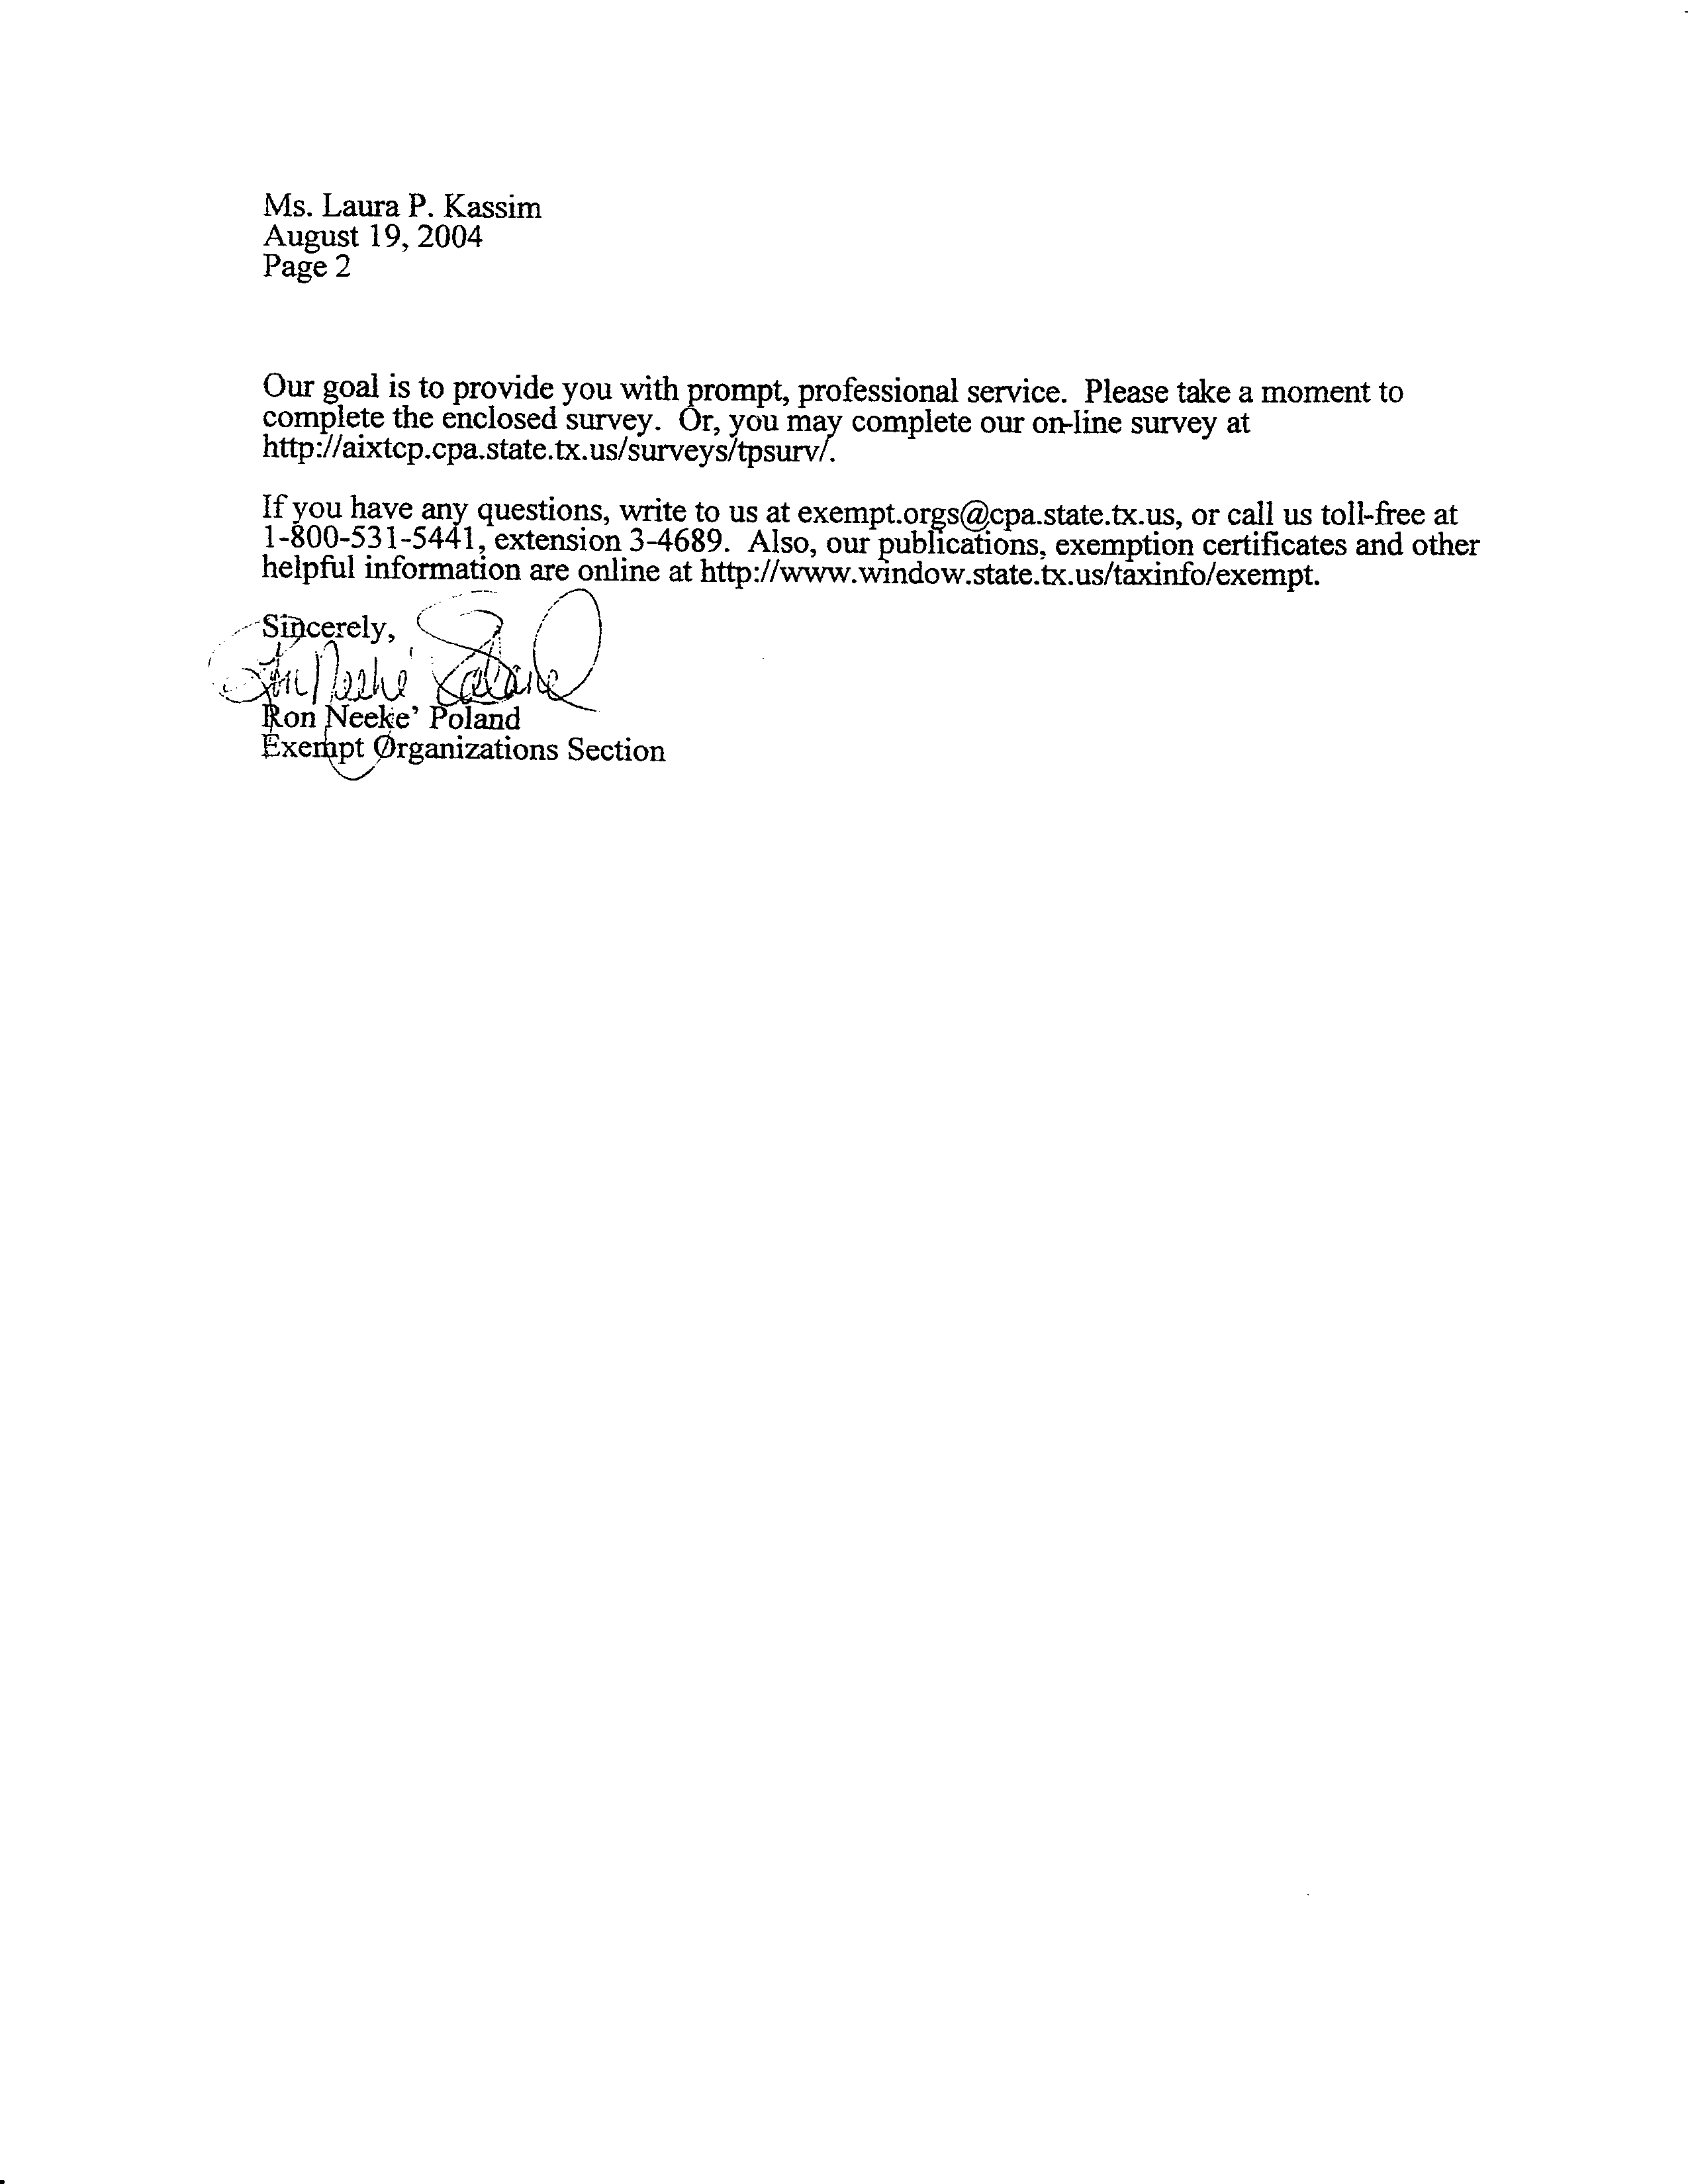 Ms. Laura P. Kassim
August 19, 2004
Page 2
Our goal is to provide you with prompt, professional service. Please take a moment to
complete the enclosed survey. Or, you may complete our on-line survey at
http://aixtcp.cpa.state.tx.us/surveys/tpsurv/.
If you have any questions, write to us at exempt.orgs@cpa.state.tx.us, or call us toll-free at
1-800-531-5441, extension 3-4689. Also, our publications, exemption certificates and other
helpful information are online at http://www.window.state.tx.us/taxinfo/exempt.
Sincerely,
Ron Neeke' Poland
Ron Neeke’ Poland
Exempt Organizations Section